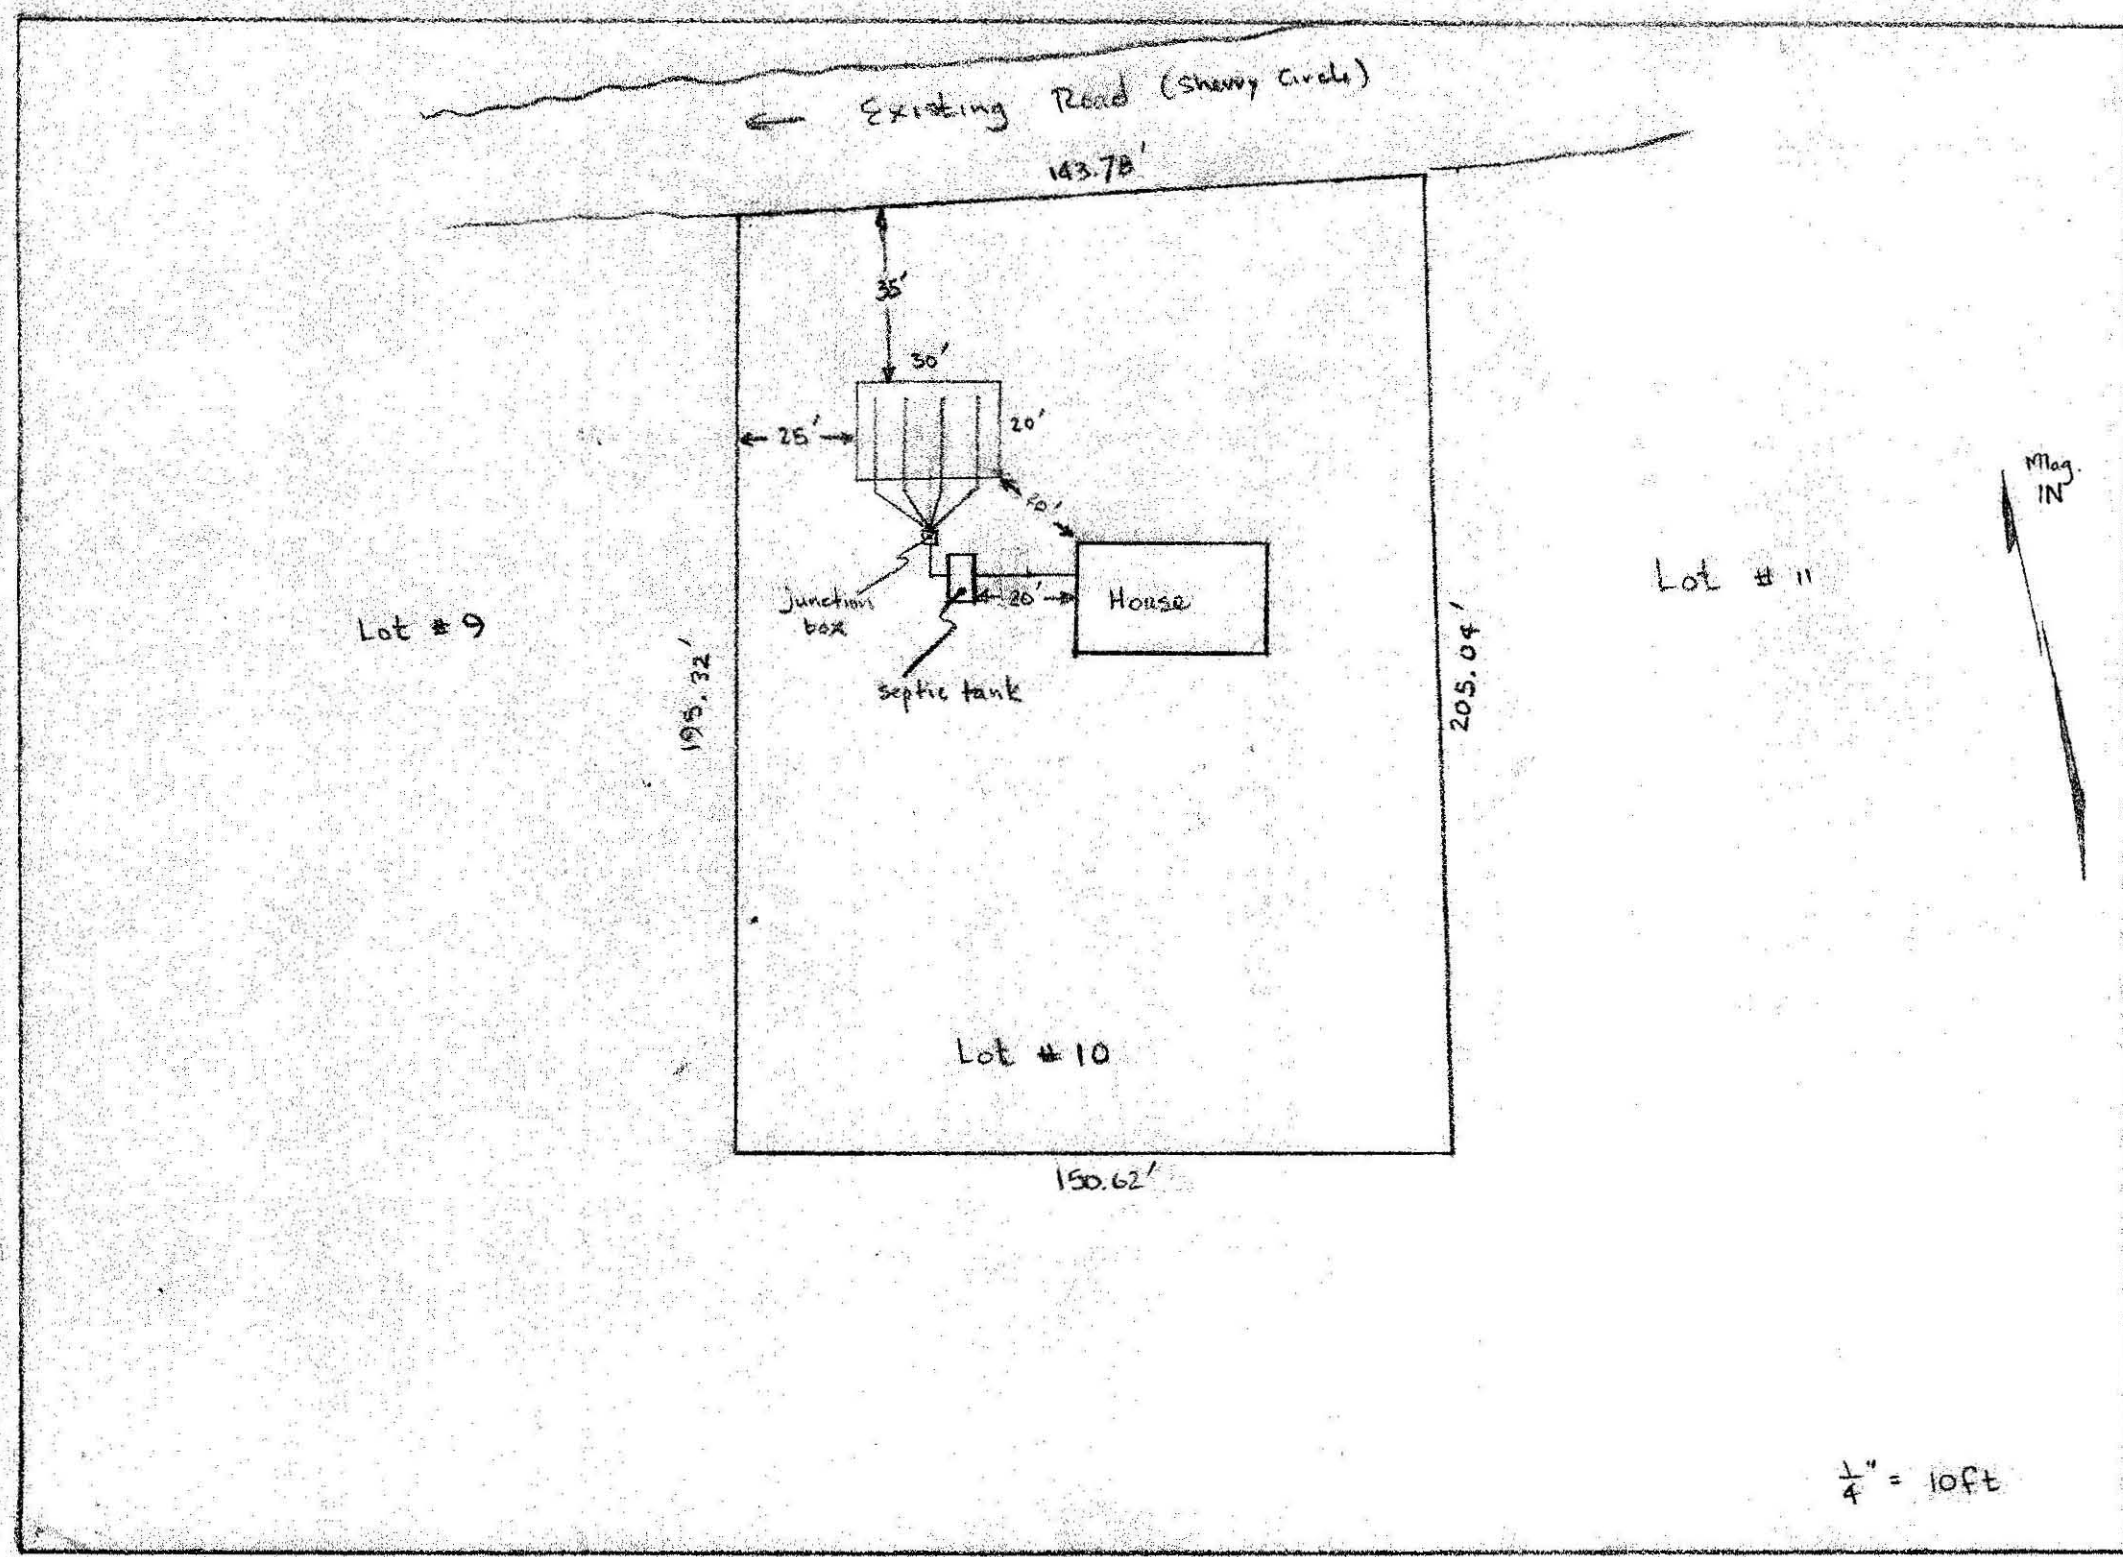 Existing Road (Sherry Circle)
143.78'
35'
30'
25'
20'
Mag.
N
Lot # 11
junction
box
20'
House
Lot # 9
195.32'
205.04'
septic tank
Lot # 10
150.62'
1/4" = 10ft